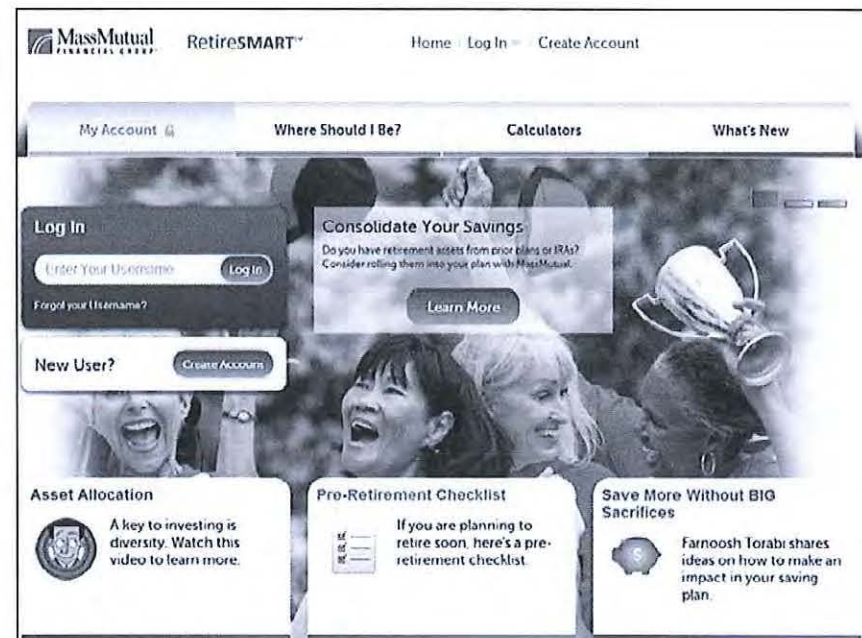 MassMutual
FINANCIAL GROUP
RetireSMART℠
Home Log In Create Account
My Account
Where Should I Be?
Calculators
What's New
Log In
Enter Your Username
Log In
Forgot your Username?
New User?
Create Account
Consolidate Your Savings
Do you have retirement assets from prior plans or IRAs?
Consider rolling them into your plan with MassMutual.
Learn More
Asset Allocation
A key to investing is
diversity. Watch this
video to learn more.
Pre-Retirement Checklist
If you are planning to
retire soon, here's a pre-
retirement checklist
Save More Without BIG
Sacrifices
$
Farnoosh Torabi shares
ideas on how to make an
impact in your saving
plan.